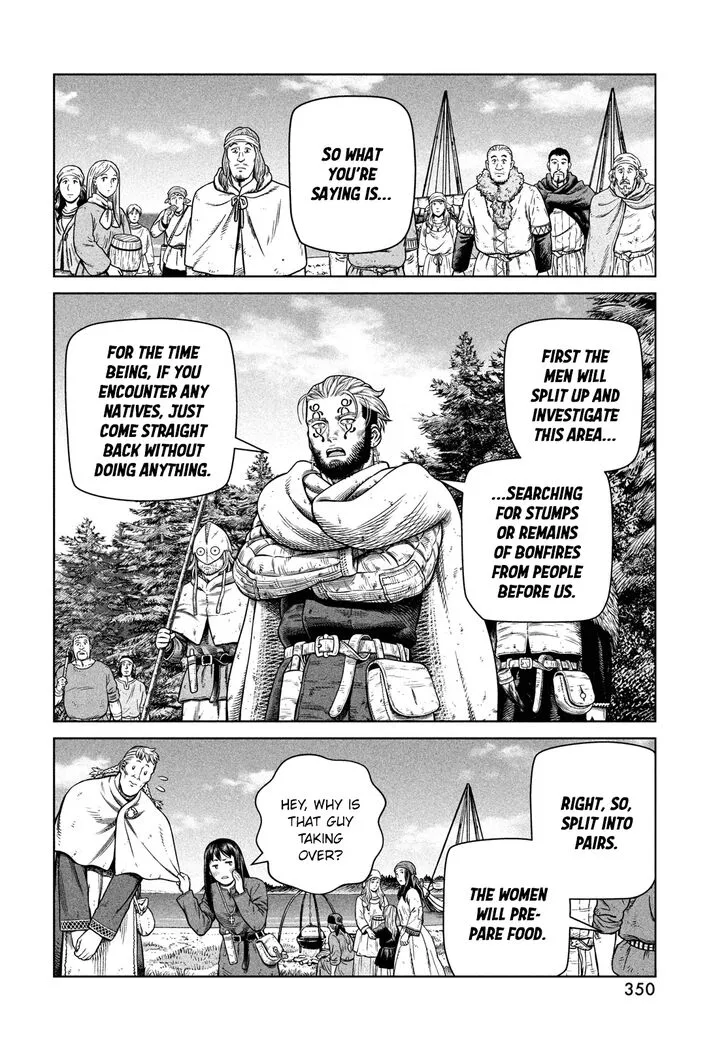 SO WHAT
YOU'RE
SAYING IS...
FIRST THE
MEN WILL
SPLIT UP AND
INVESTIGATE
THIS AREA...
...SEARCHING
FOR STUMPS
OR REMAINS
OF BONFIRES
FROM PEOPLE
BEFORE US.
FOR THE TIME
BEING, IF YOU
ENCOUNTER ANY
NATIVES, JUST
COME STRAIGHT
BACK WITHOUT
DOING ANYTHING.
RIGHT, SO,
SPLIT INTO
PAIRS.
THE WOMEN
WILL PRE-
PARE FOOD.
HEY, WHY IS
THAT GUY
TAKING
OVER?
350